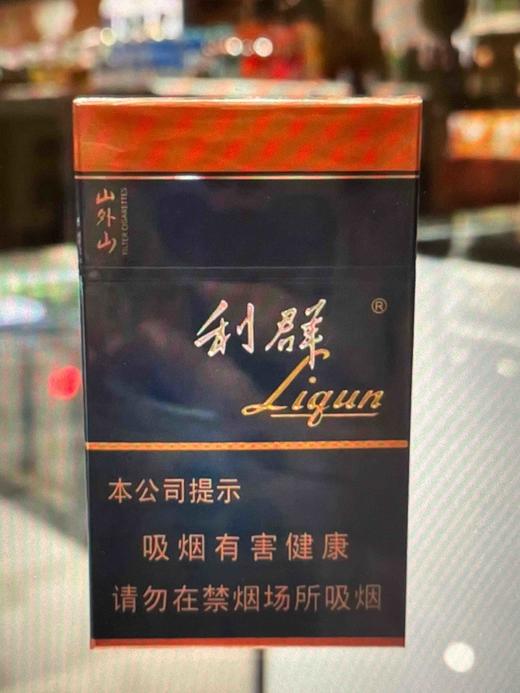 山外山
FILTER CIGARETTES
利群
®
Liqun
本公司提示
吸烟有害健康
请勿在禁烟场所吸烟